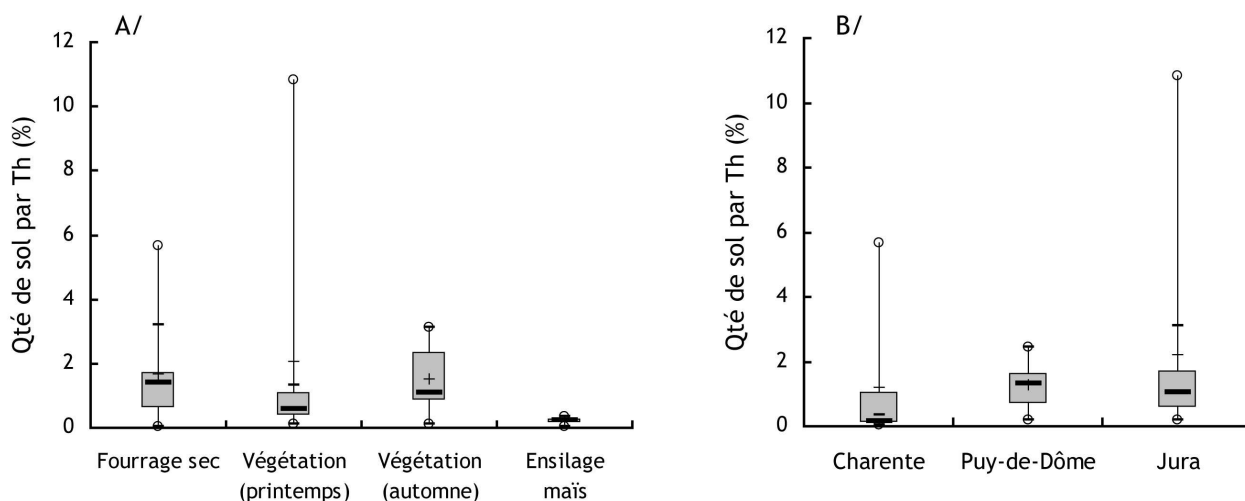 A/
Qté de sol par Th (%)
12
10
8
6
4
2
0
Fourrage sec
Végétation
(printemps)
Végétation
(automne)
Ensilage
maïs
B/
Qté de sol par Th (%)
12
10
8
6
4
2
0
Charente
Puy-de-Dôme
Jura